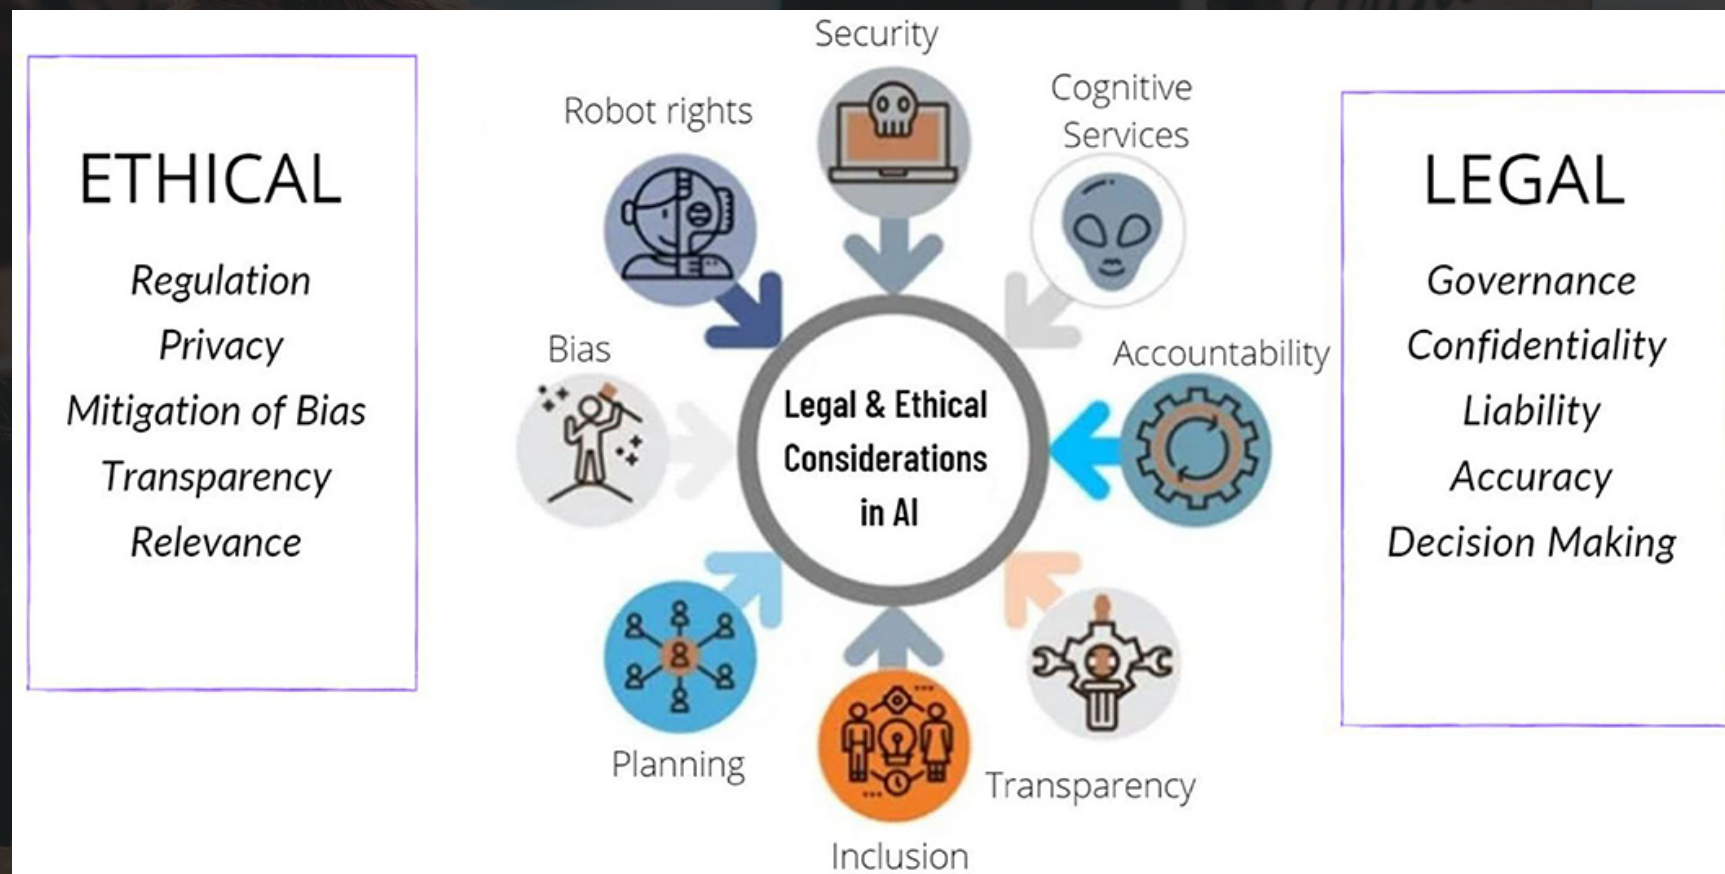 Security
Robot rights
Cognitive
Services
ETHICAL
Regulation
Privacy
Mitigation of Bias
Transparency
Relevance
Bias
Accountability
Legal & Ethical
Considerations
in AI
LEGAL
Governance
Confidentiality
Liability
Accuracy
Decision Making
Planning
Transparency
Inclusion